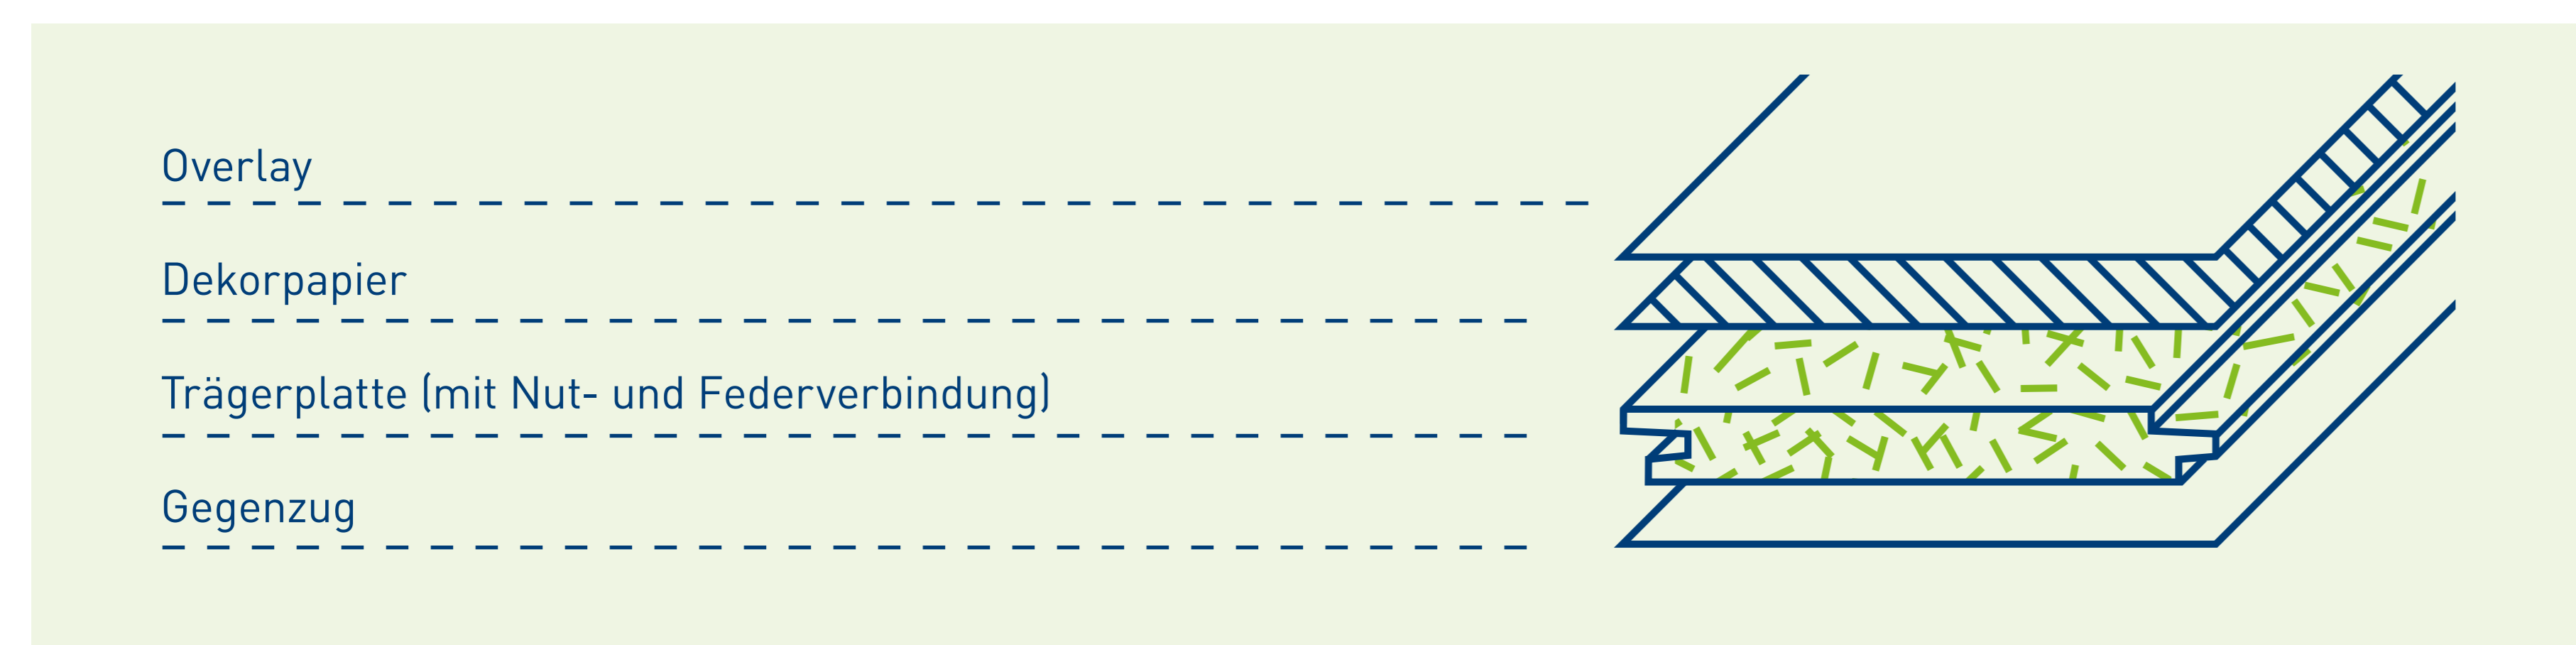 Overlay
Dekorpapier
Trägerplatte (mit Nut- und Federverbindung)
Gegenzug